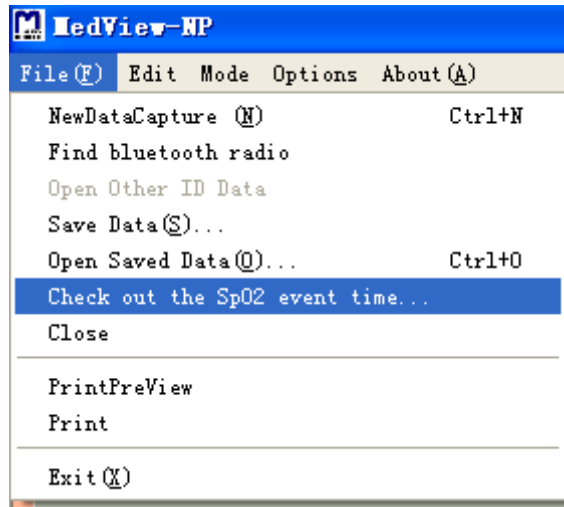 MedView-NP
File(F) Edit Mode Options About(A)
NewDataCapture (N) Ctrl+N
Find bluetooth radio
Open Other ID Data
Save Data(S)...
Open Saved Data(O)... Ctrl+O
Check out the SpO2 event time...
Close
PrintPreView
Print
Exit(X)